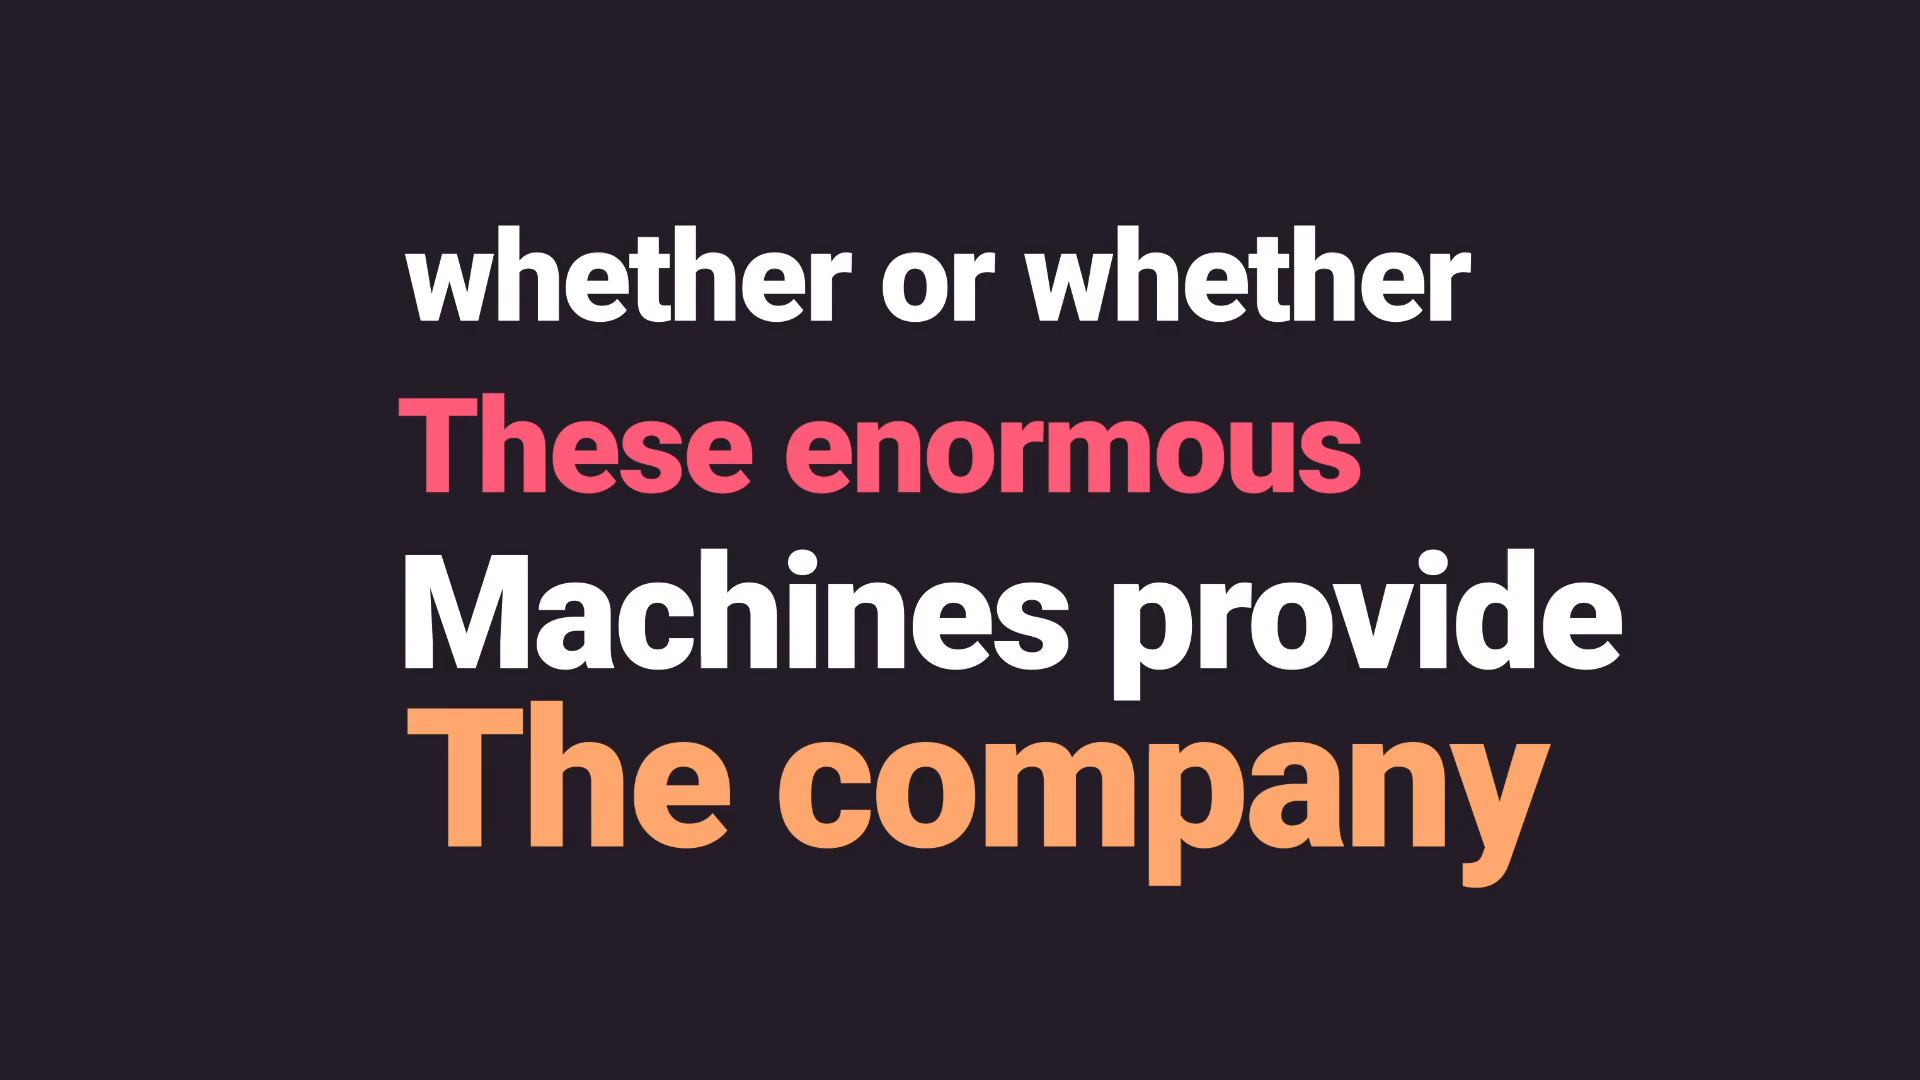 whether or whether
These enormous
Machines provide
The company